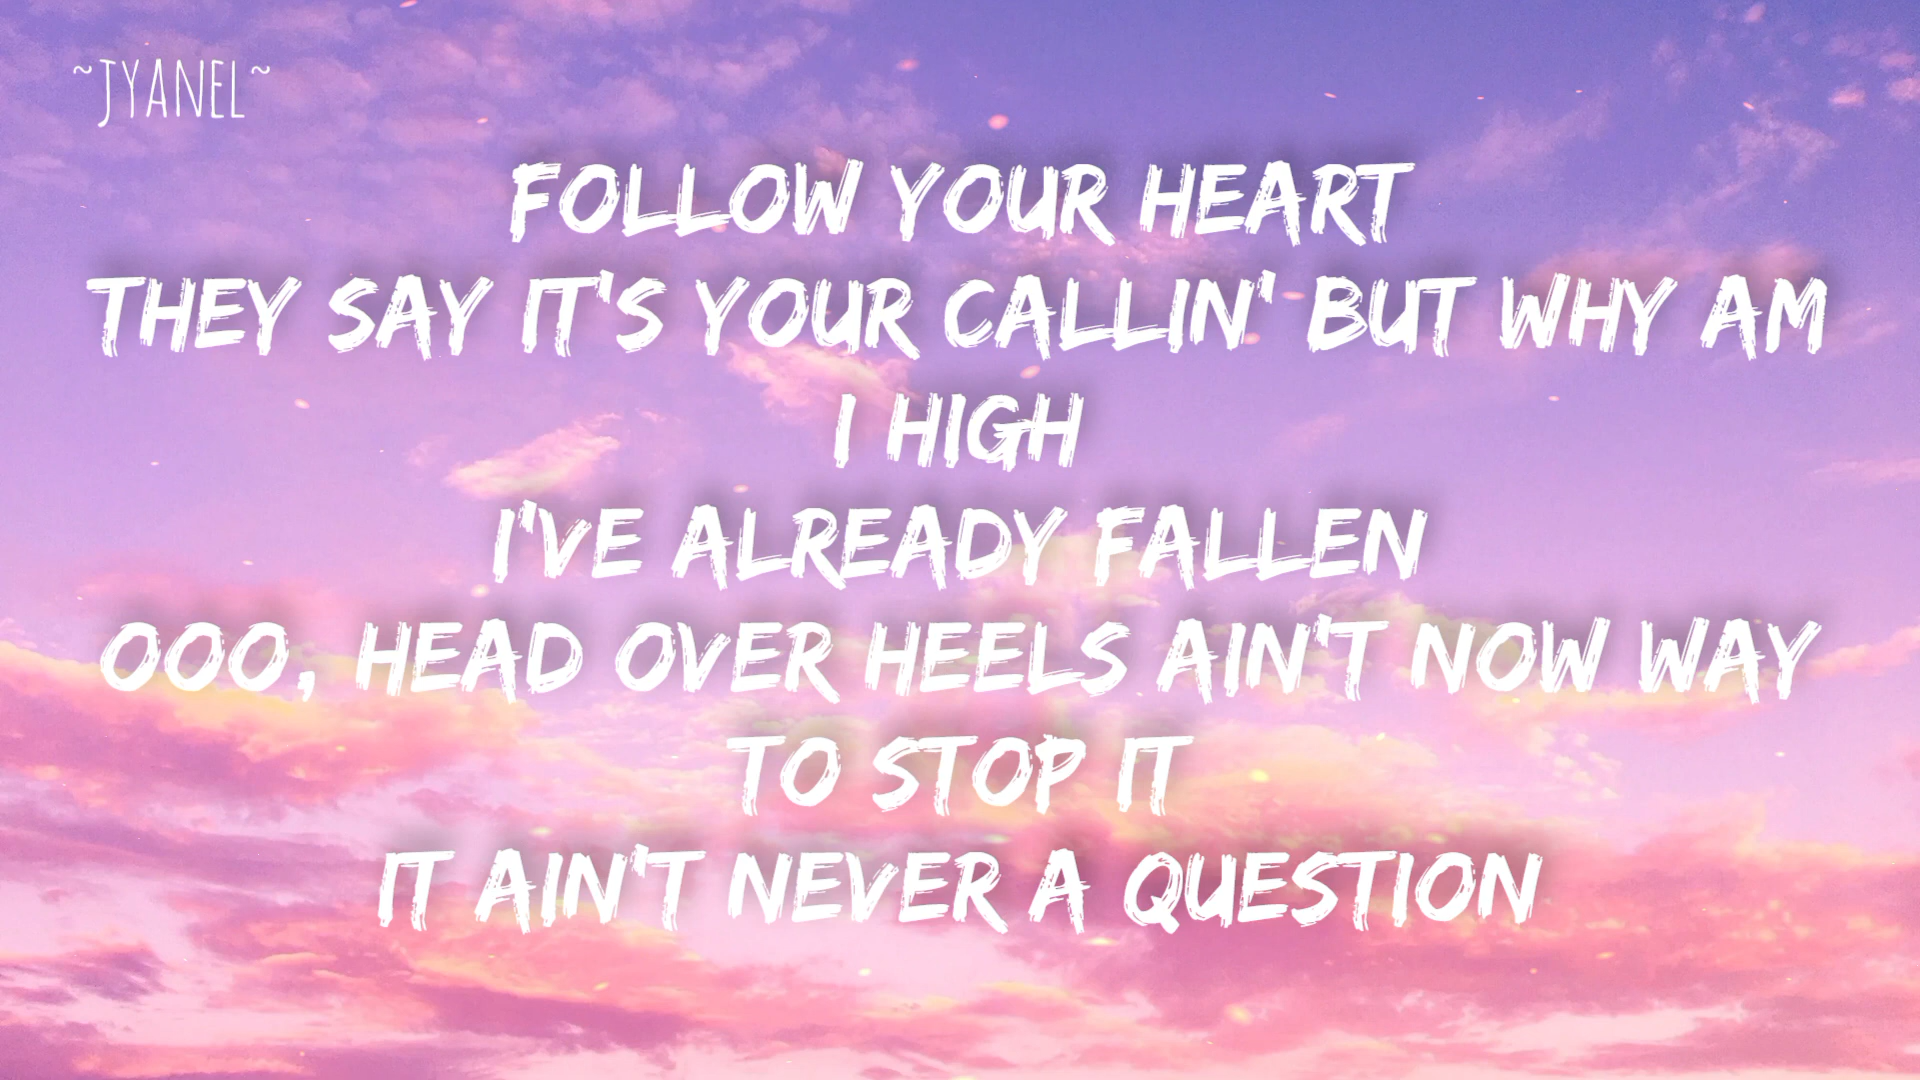 ~JYANEL~
FOLLOW YOUR HEART
THEY SAY IT'S YOUR CALLIN' BUT WHY AM
I HIGH
I'VE ALREADY FALLEN
OOO, HEAD OVER HEELS AIN'T NOW WAY
TO STOP IT
IT AIN'T NEVER A QUESTION